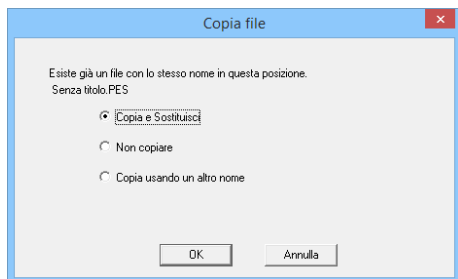 Copia file
Esiste già un file con lo stesso nome in questa posizione.
Senza titolo.PES
Copia e Sostituisci
Non copiare
Copia usando un altro nome
OK Annulla